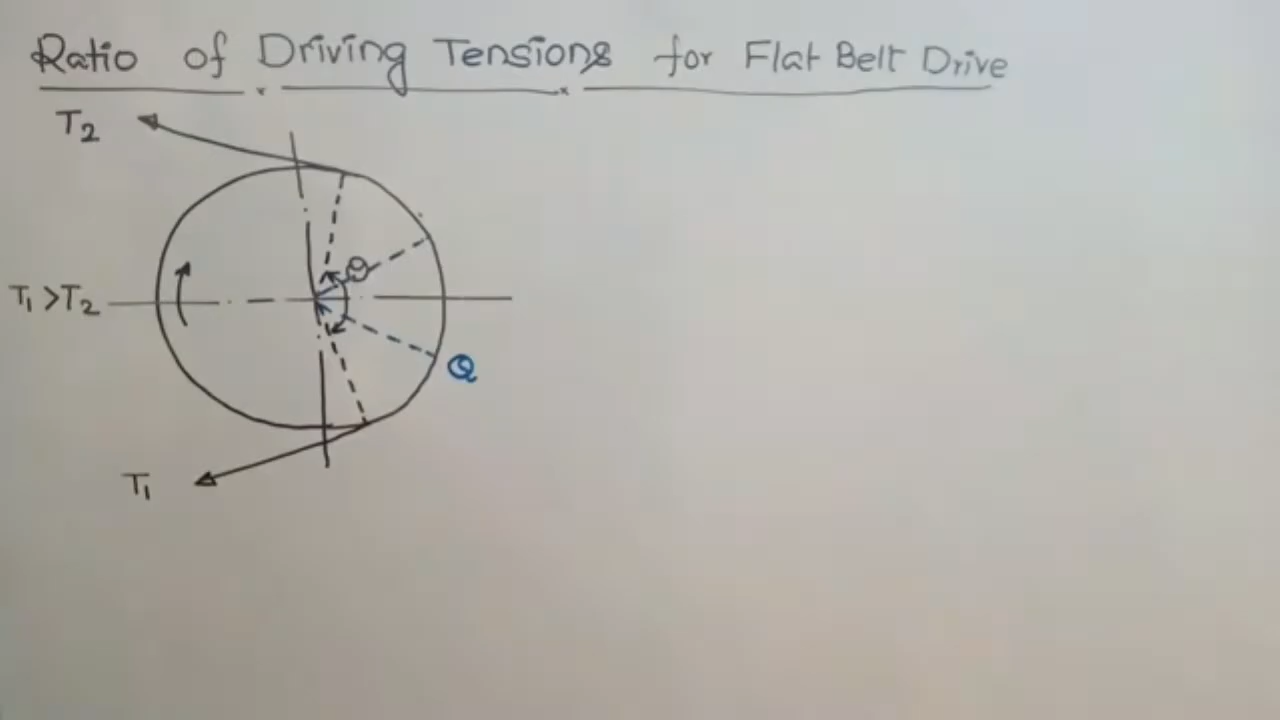 Ratio of Driving Tensions for Flat Belt Drive
T2
θ
T1 >T2
Q
T1